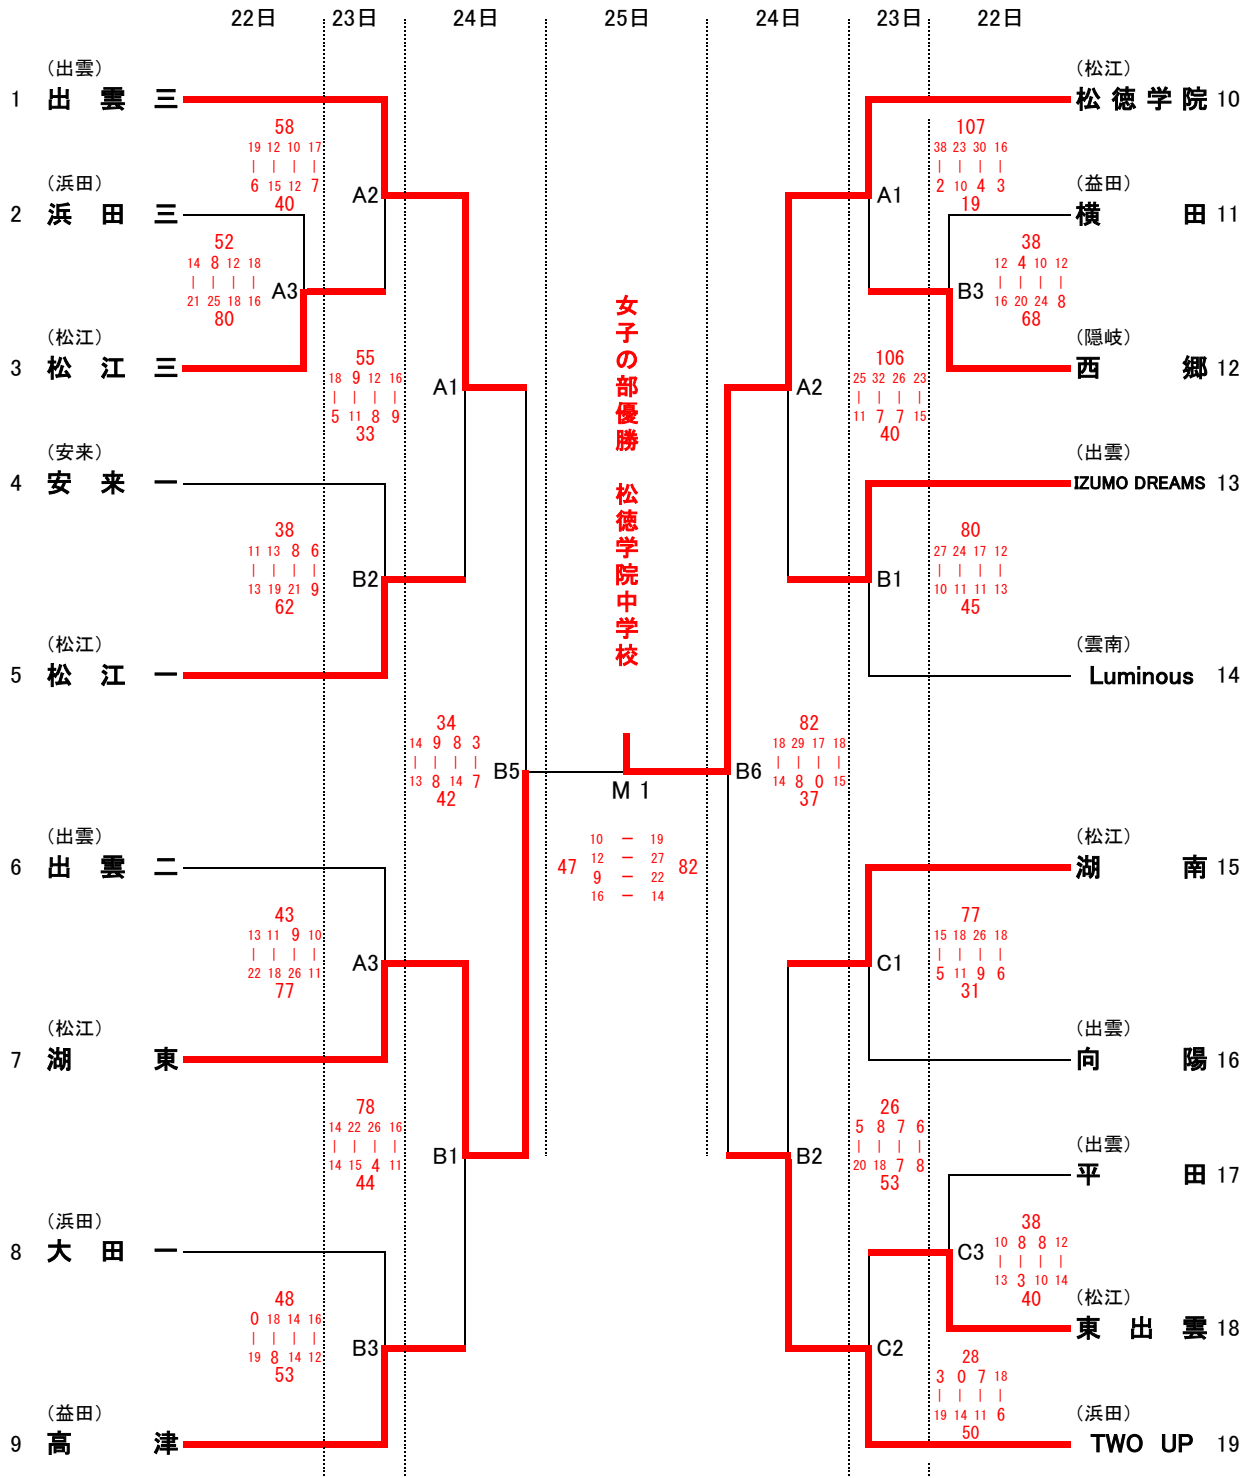 22日 23日 24日 25日 24日 23日 22日
（出雲）
1 出雲三
58
19 12 10 17
| | | |
6 15 12 7
40
A2
（浜田）
2 浜田三
52
14 8 12 18
| | | |
21 25 18 16
80
A3
（松江）
3 松江三
55
18 9 12 16
| | | |
5 11 8 9
33
A1
（安来）
4 安来一
38
11 13 8 6
| | | |
13 19 21 9
62
B2
（松江）
5 松江一
34
14 9 8 3
| | | |
13 8 14 7
42
B5
（出雲）
6 出雲二
43
13 11 9 10
| | | |
22 18 26 11
77
A3
（松江）
7 湖東
78
14 22 26 16
| | | |
14 15 4 11
44
B1
（浜田）
8 大田一
48
0 18 14 16
| | | |
19 8 14 12
53
B3
（益田）
9 高津
女子の部優勝 松徳学院中学校
M 1
10 － 19
12 － 27
47 82
9 － 22
16 － 14
（松江）
松徳学院 10
107
38 23 30 16
| | | |
2 10 4 3
19
A1
（益田）
横田 11
38
12 4 10 12
| | | |
16 20 24 8
68
B3
（隠岐）
西郷 12
106
25 32 26 23
| | | |
11 7 7 15
40
A2
（出雲）
IZUMO DREAMS 13
80
27 24 17 12
| | | |
10 11 11 13
45
B1
（雲南）
Luminous 14
82
18 29 17 18
| | | |
14 8 0 15
37
B6
（松江）
湖南 15
77
15 18 26 18
| | | |
5 11 9 6
31
C1
（出雲）
向陽 16
26
5 8 7 6
| | | |
20 18 7 8
53
B2
（出雲）
平田 17
38
10 8 8 12
| | | |
13 3 10 14
40
C3
（松江）
東出雲 18
28
3 0 7 18
| | | |
19 14 11 6
50
C2
（浜田）
TWO UP 19